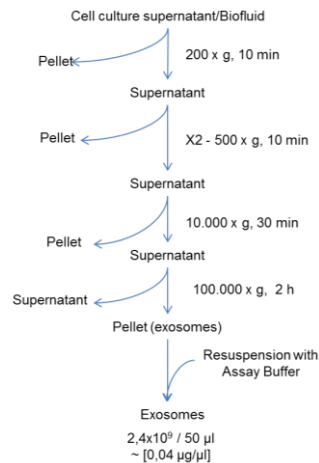 Cell culture supernatant/Biofluid
200 x g, 10 min
Pellet
Supernatant
X2 - 500 x g, 10 min
Pellet
Supernatant
10.000 x g, 30 min
Pellet
Supernatant
100.000 x g, 2 h
Supernatant
Pellet (exosomes)
Resuspension with
Assay Buffer
Exosomes
2,4x10⁹ / 50 µl
~ [0,04 µg/µl]